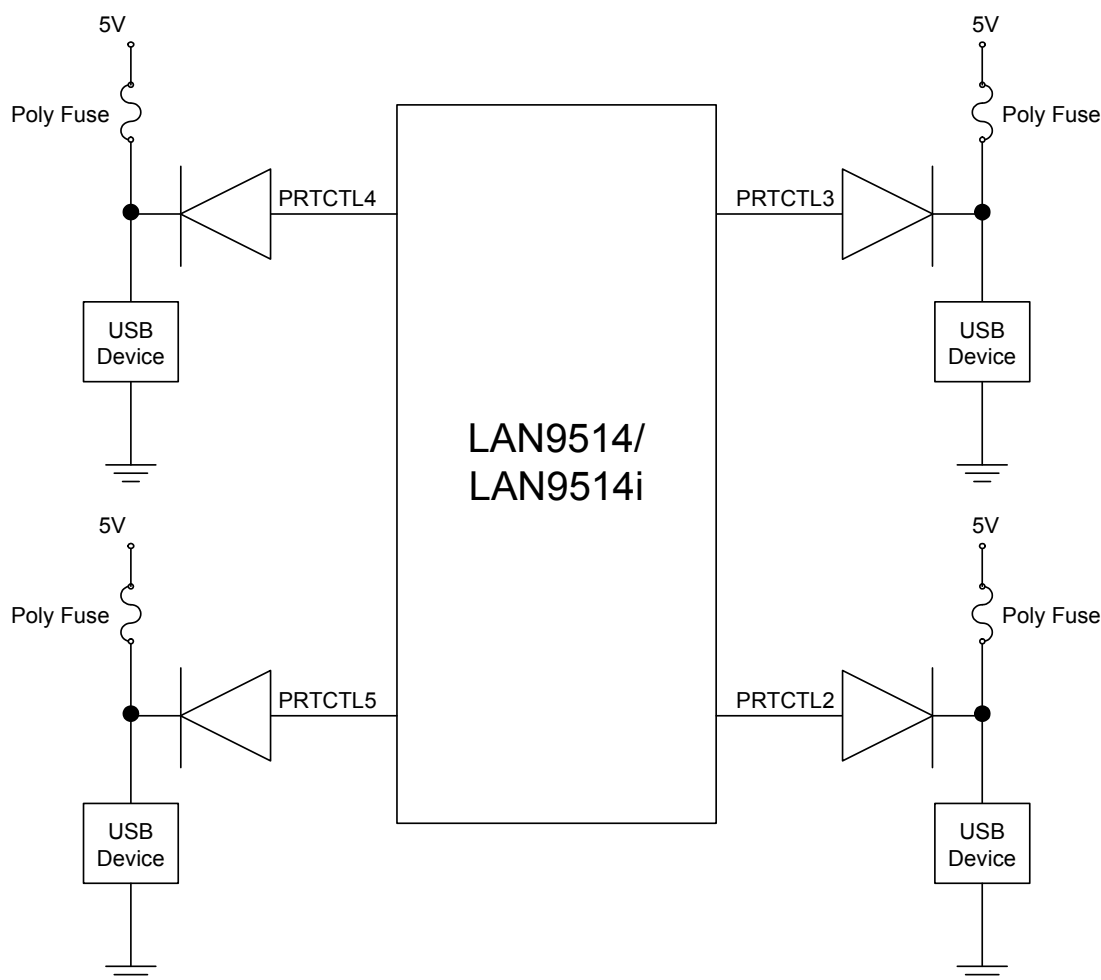 5V
5V
Poly Fuse
Poly Fuse
PRTCTL4
PRTCTL3
USB
Device
USB
Device
LAN9514/
LAN9514i
5V
5V
Poly Fuse
Poly Fuse
PRTCTL5
PRTCTL2
USB
Device
USB
Device